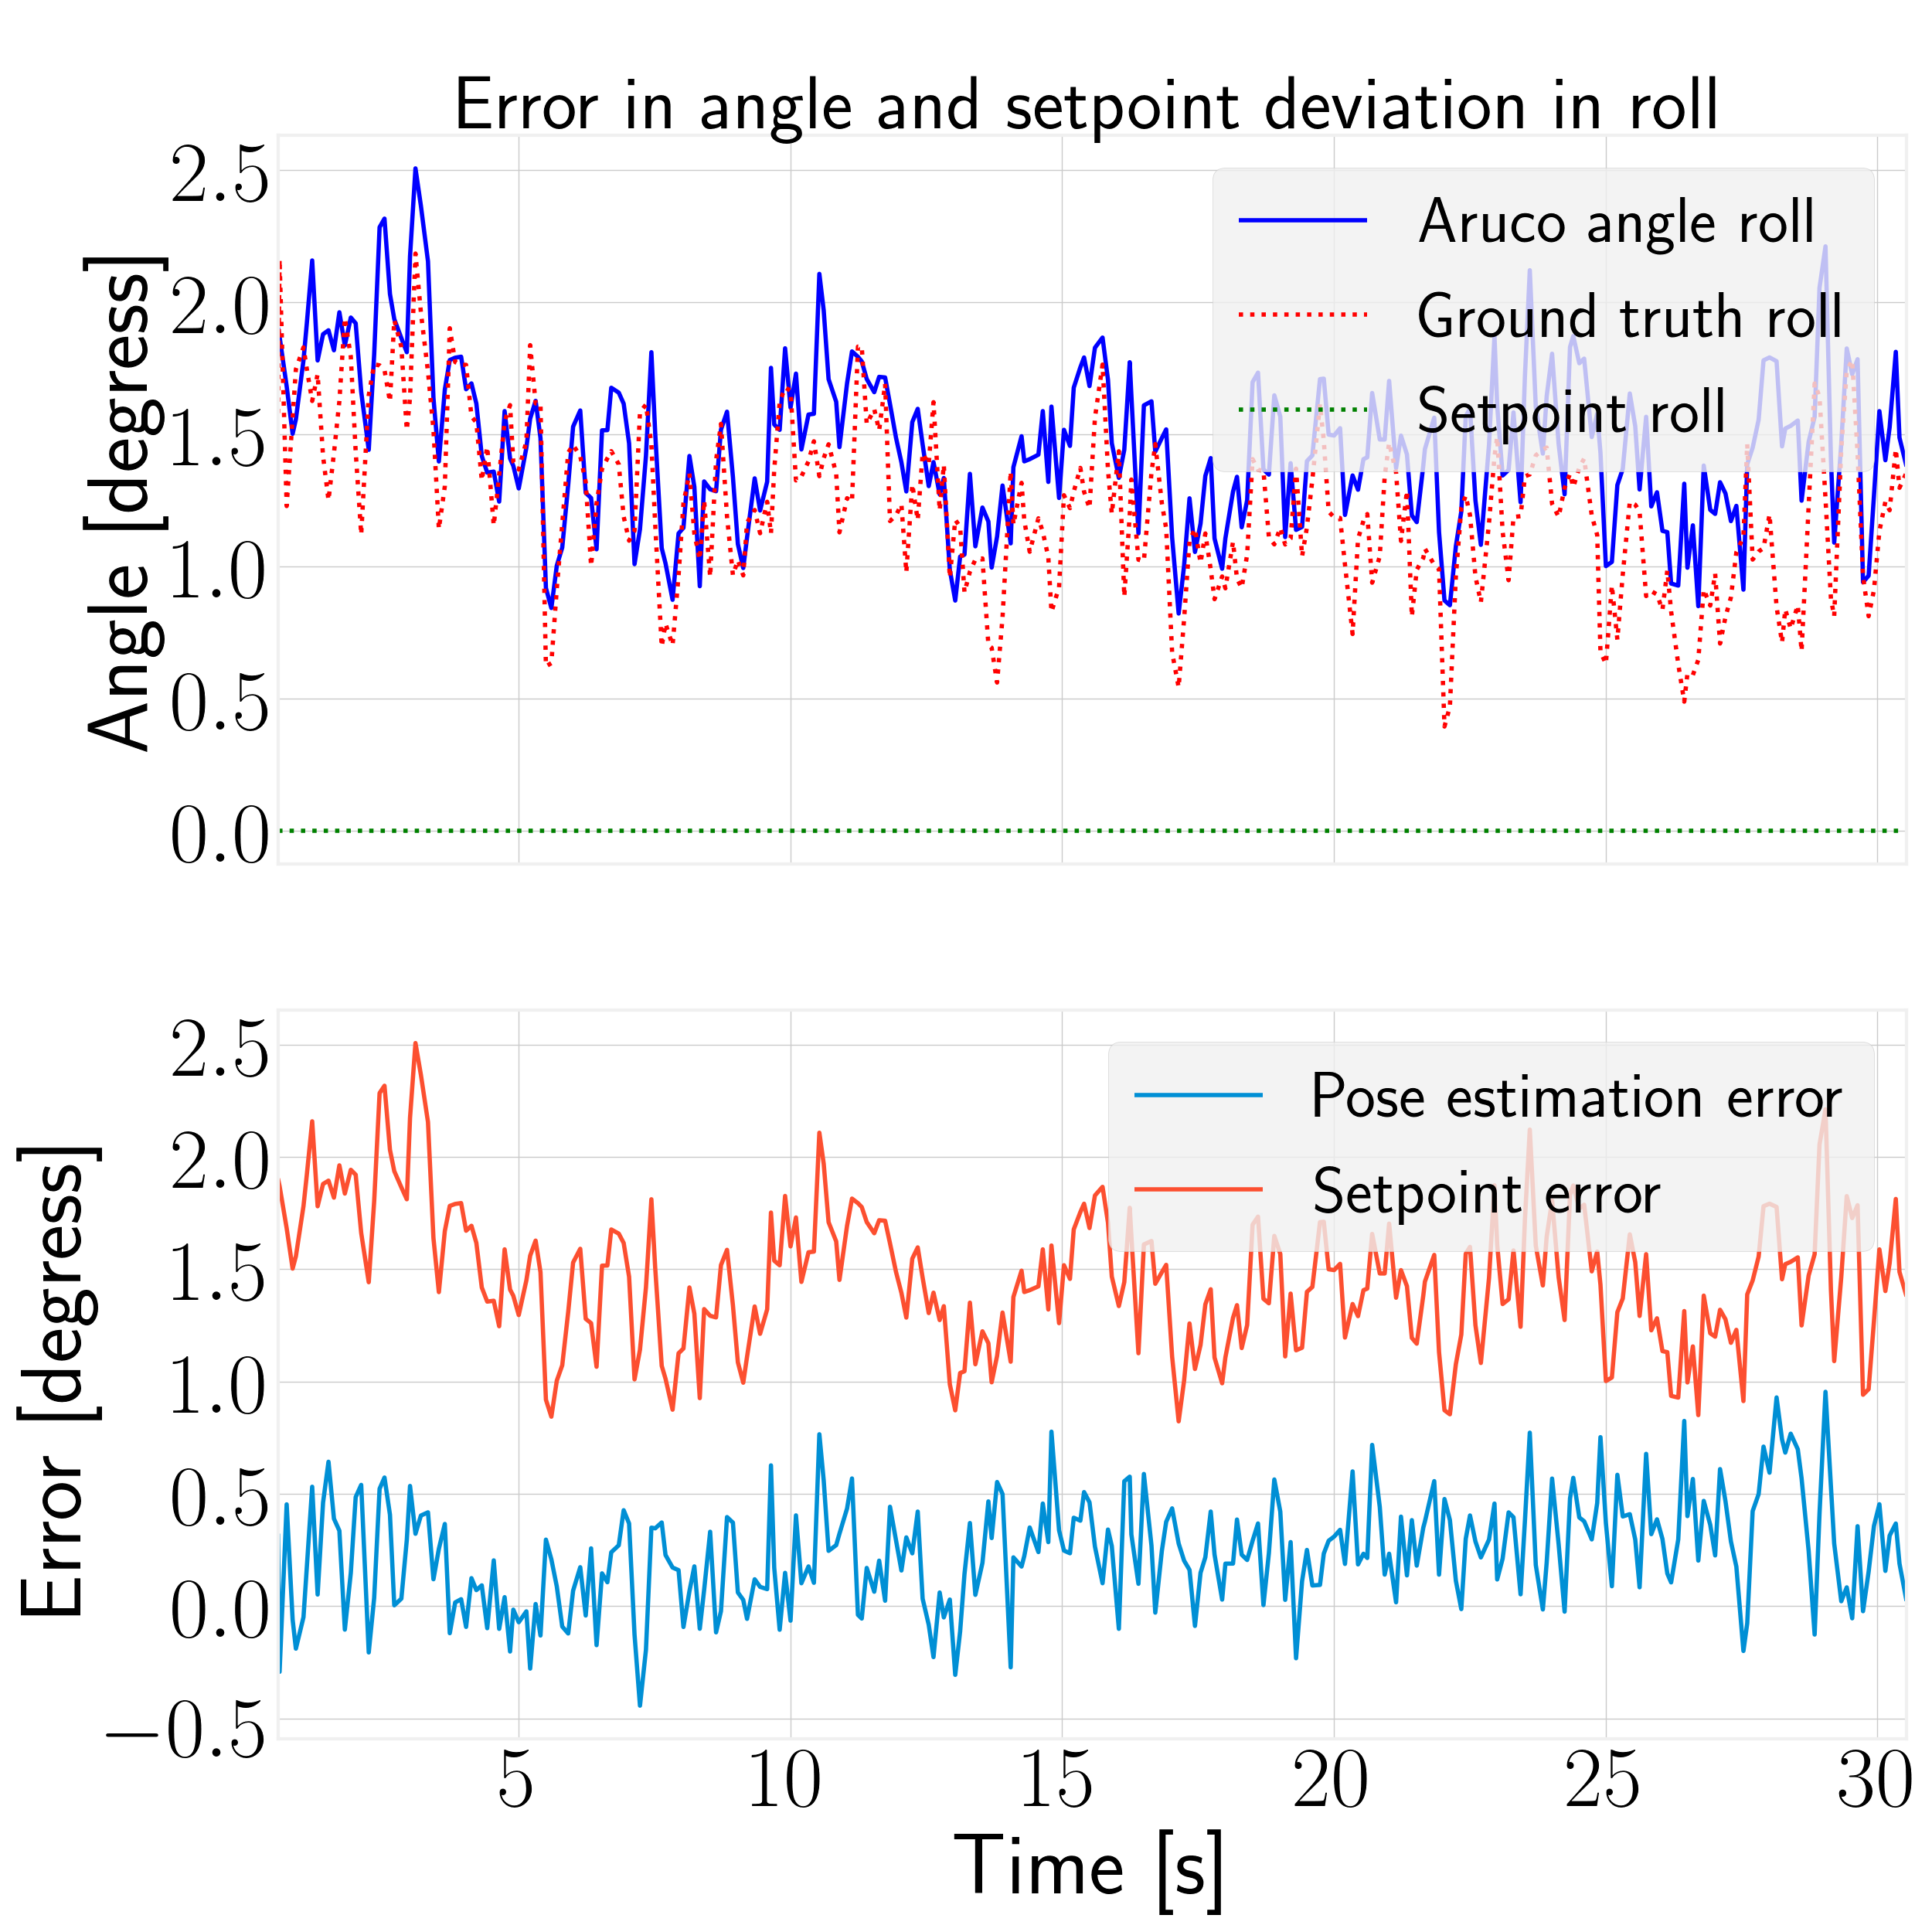 Error in angle and setpoint deviation in roll
2.5
2.0
1.5
1.0
0.5
0.0
Angle [degress]
Aruco angle roll
Ground truth roll
Setpoint roll
2.5
2.0
1.5
1.0
0.5
0.0
−0.5
Error [degress]
Pose estimation error
Setpoint error
5 10 15 20 25 30
Time [s]